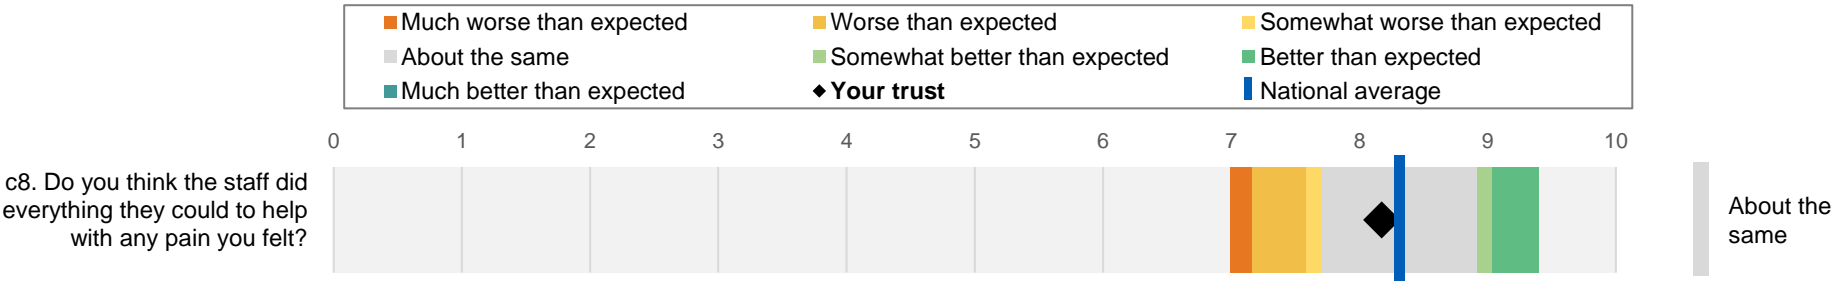 Much worse than expected
Worse than expected
Somewhat worse than expected
About the same
Somewhat better than expected
Better than expected
Much better than expected
Your trust
National average
0 1 2 3 4 5 6 7 8 9 10
c8. Do you think the staff did
everything they could to help
with any pain you felt?
About the
same